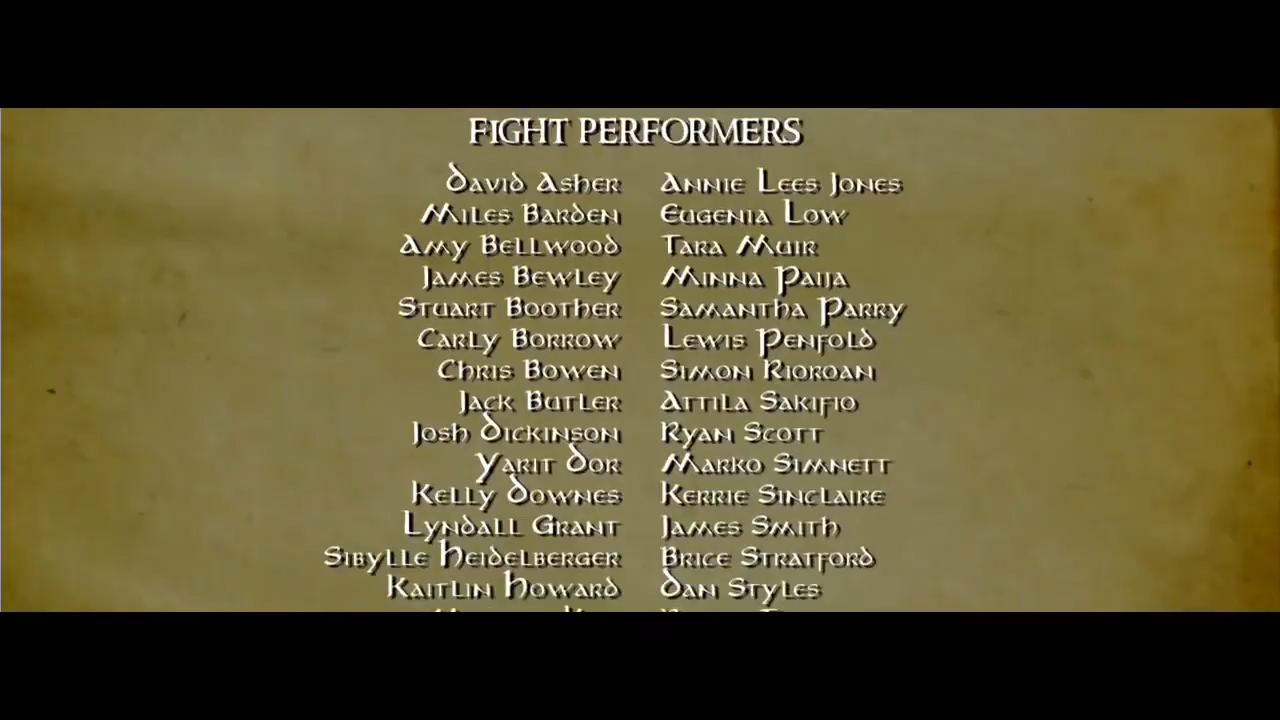 FIGHT PERFORMERS
David Asher Annie Lees Jones
Miles Barden Eugenia Low
Amy Bellwood Tara Muir
James Bewley Minna Paija
Stuart Boother Samantha Parry
Carly Borrow Lewis Penfold
Chris Bowen Simon Riordan
Jack Butler Attila Sakifio
Josh Dickinson Ryan Scott
Yarit Dor Marko Simnett
Kelly Downes Kerrie Sinclaire
Lyndall Grant James Smith
Sibylle Heidelberger Brice Stratford
Kaitlin Howard Dan Styles